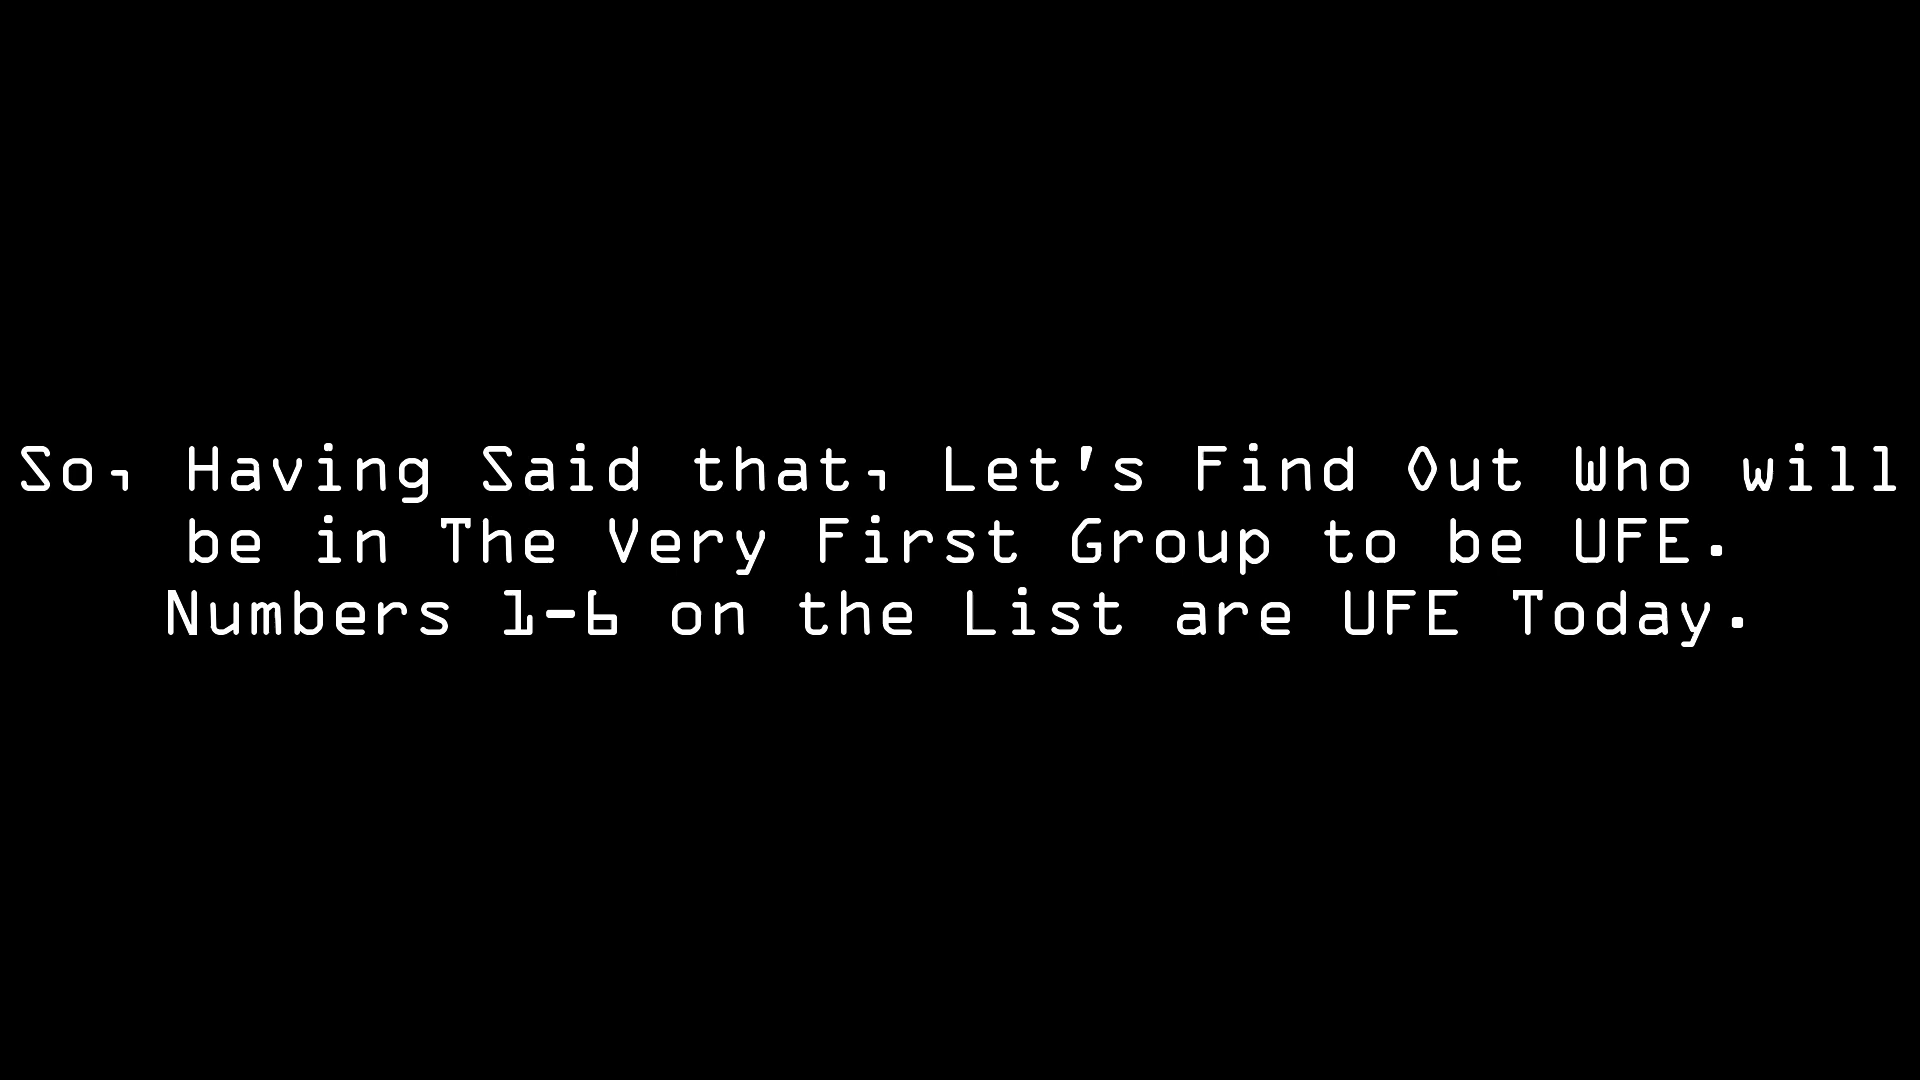 So, Having Said that, Let's Find Out Who will
be in The Very First Group to be UFE.
Numbers 1-6 on the List are UFE Today.